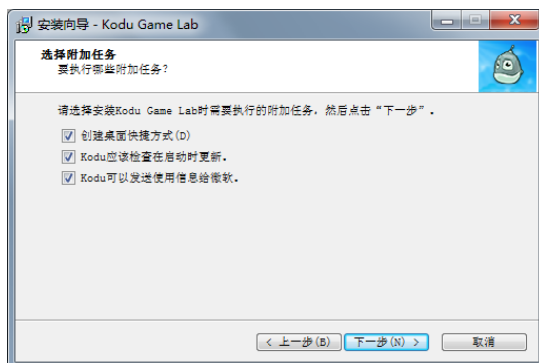 安装向导 - Kodu Game Lab
选择附加任务
要执行哪些附加任务?
请选择安装Kodu Game Lab时需要执行的附加任务，然后点击“下一步”.
创建桌面快捷方式(D)
Kodu应该检查在启动时更新.
Kodu可以发送使用信息给微软.
< 上一步(B)
下一步(N) >
取消